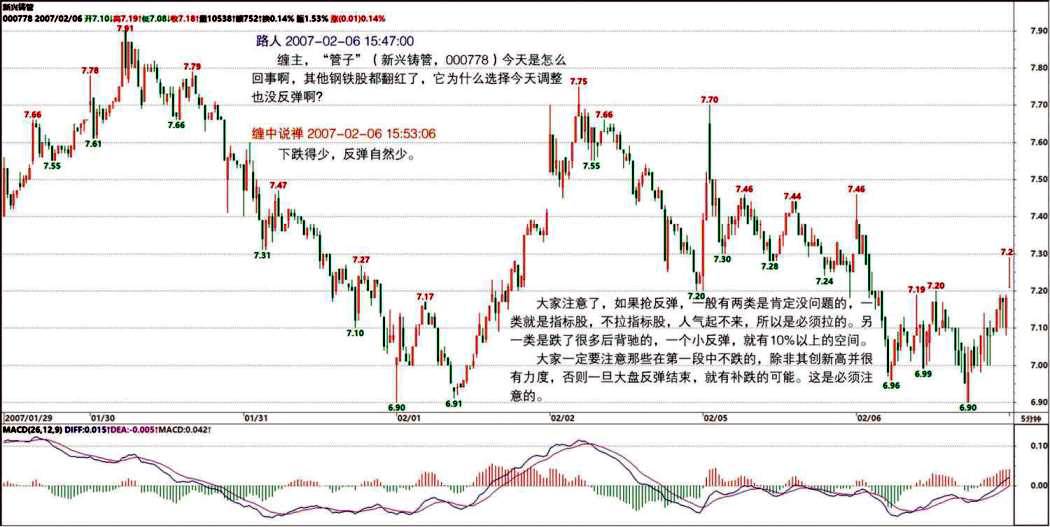 新兴铸管
000778 2007/02/06 开7.10↓高7.19↑低7.08↓收7.18↑量10538↑额752↑换0.14% 振1.53% 涨(0.01)0.14%
路人 2007-02-06 15:47:00
缠主，“管子”（新兴铸管，000778）今天是怎么
回事啊，其他钢铁股都翻红了，它为什么选择今天调整
也没反弹啊？
缠中说禅 2007-02-06 15:53:06
下跌得少，反弹自然少。
7.91
7.78
7.79
7.66
7.66
7.61
7.55
7.47
7.31
7.27
7.10
7.17
6.90
6.91
7.75
7.66
7.55
7.70
7.20
7.30
7.46
7.28
7.44
7.24
7.46
6.96
7.19
6.99
7.20
6.90
7.2
大家注意了，如果抢反弹，一般有两类是肯定没问题的，一
类就是指标股，不拉指标股，人气起不来，所以是必须拉的。另
一类是跌了很多后背驰的，一个小反弹，就有10%以上的空间。
大家一定要注意那些在第一段中不跌的，除非其创新高并很
有力度，否则一旦大盘反弹结束，就有补跌的可能。这是必须注
意的。
7.90
7.80
7.70
7.60
7.50
7.40
7.30
7.20
7.10
7.00
6.90
2007/01/29 01/30 01/31 02/01 02/02 02/05 02/06 5分钟
MACD(26,12,9) DIFF:0.015↑DEA:-0.005↑MACD:0.042↑
0.10
0.00